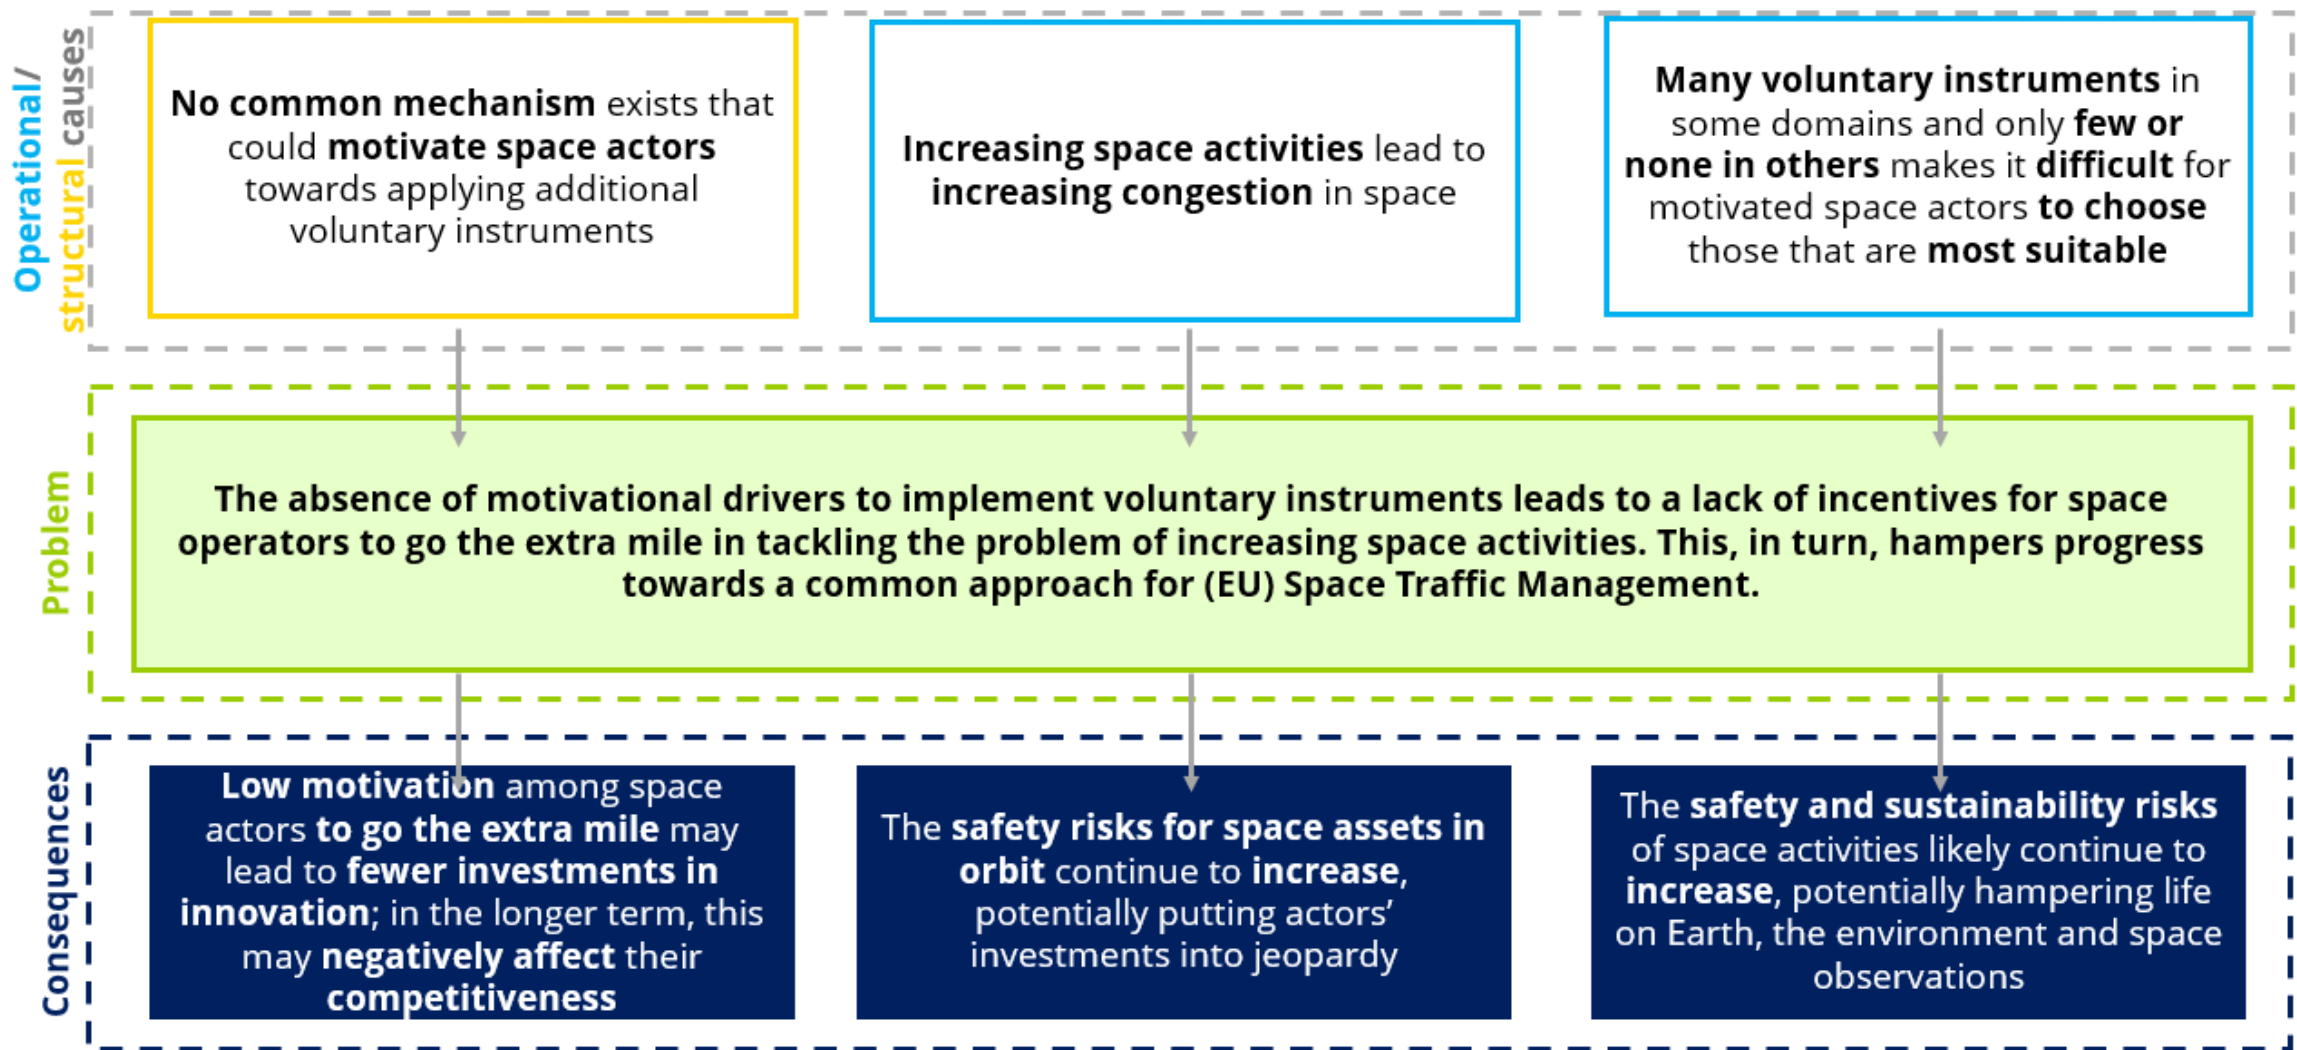 Operational/
structural causes
No common mechanism exists that
could motivate space actors
towards applying additional
voluntary instruments
Increasing space activities lead to
increasing congestion in space
Many voluntary instruments in
some domains and only few or
none in others makes it difficult for
motivated space actors to choose
those that are most suitable
Problem
The absence of motivational drivers to implement voluntary instruments leads to a lack of incentives for space
operators to go the extra mile in tackling the problem of increasing space activities. This, in turn, hampers progress
towards a common approach for (EU) Space Traffic Management.
Consequences
Low motivation among space
actors to go the extra mile may
lead to fewer investments in
innovation; in the longer term, this
may negatively affect their
competitiveness
The safety risks for space assets in
orbit continue to increase,
potentially putting actors’
investments into jeopardy
The safety and sustainability risks
of space activities likely continue to
increase, potentially hampering life
on Earth, the environment and space
observations